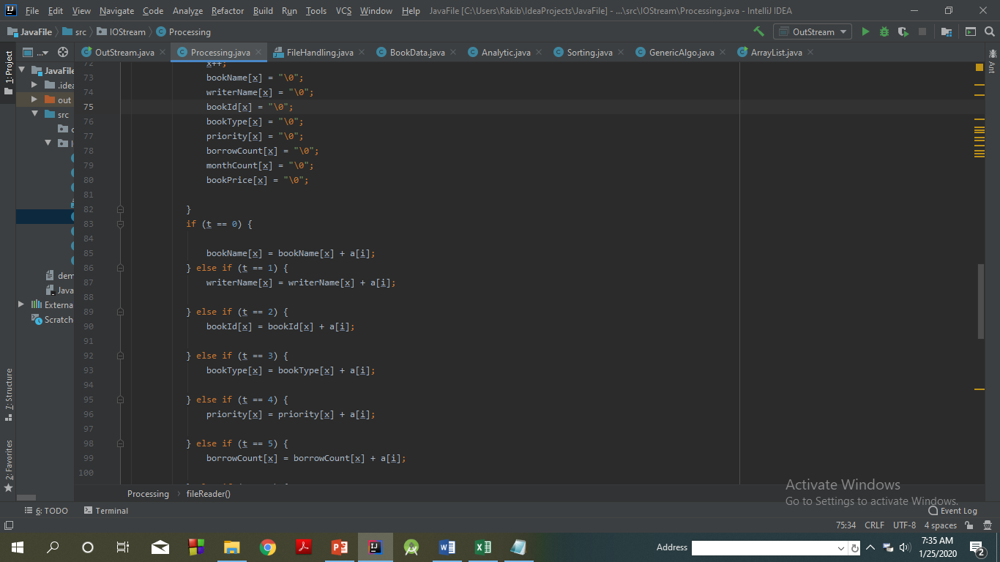 File Edit View Navigate Code Analyze Refactor Build Run Tools VCS Window Help JavaFile [C:\Users\Rakib\IdeaProjects\JavaFile] - ...\src\IOStream\Processing.java - IntelliJ IDEA
JavaFile src IOStream Processing OutStream
1: Project
...
OutStream.java Processing.java FileHandling.java BookData.java Analytic.java Sorting.java GenericAlgo.java ArrayList.java
Ant
JavaFile
.idea
out
src
dem
Java
Externa
Scratch
7: Structure
2: Favorites
72 x++;
73 bookName[x] = "\0";
74 writerName[x] = "\0";
75 bookId[x] = "\0";
76 bookType[x] = "\0";
77 priority[x] = "\0";
78 borrowCount[x] = "\0";
79 monthCount[x] = "\0";
80 bookPrice[x] = "\0";
81
82 }
83 if (t == 0) {
84
85 bookName[x] = bookName[x] + a[i];
86 } else if (t == 1) {
87 writerName[x] = writerName[x] + a[i];
88
89 } else if (t == 2) {
90 bookId[x] = bookId[x] + a[i];
91
92 } else if (t == 3) {
93 bookType[x] = bookType[x] + a[i];
94
95 } else if (t == 4) {
96 priority[x] = priority[x] + a[i];
97
98 } else if (t == 5) {
99 borrowCount[x] = borrowCount[x] + a[i];
100
Processing fileReader()
Activate Windows
Go to Settings to activate Windows.
6: TODO Terminal Event Log
75:34 CRLF UTF-8 4 spaces
Address
7:35 AM
1/25/2020
2